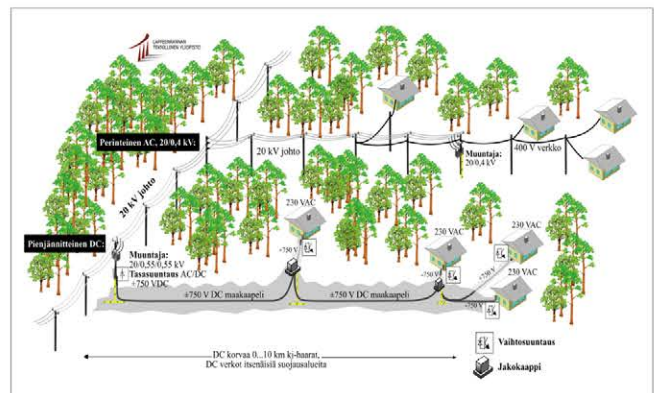 LAPPEENRANNAN
TEKNILLINEN YLIOPISTO
Perinteinen AC, 20/0,4 kV:
20 kV johto
Muuntaja:
20/0,4 kV
400 V verkko
20 kV johto
Pienjännitteinen DC:
Muuntaja:
20/0,55/0,55 kV
Tasasuuntaus AC/DC
±750 VDC
230 VAC
+750 V
230 VAC
-750 V
230 VAC
+750 V
230 VAC
-750 V
±750 V DC maakaapeli
±750 V DC maakaapeli
DC korvaa 0...10 km kj-haarat,
DC verkot itsenäisiä suojausalueita
Vaihtosuuntaus
Jakokaappi